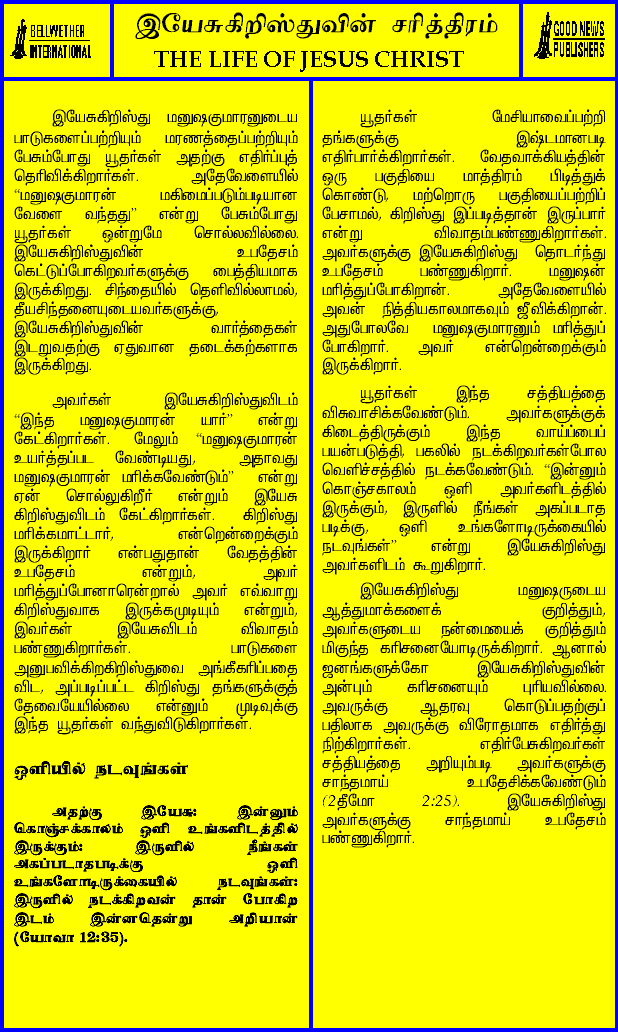 BELLWETHER
INTERNATIONAL
இயேசுகிறிஸ்துவின் சரித்திரம்
THE LIFE OF JESUS CHRIST
GOOD NEWS
PUBLISHERS
இயேசுகிறிஸ்து மனுஷகுமாரனுடைய
பாடுகளைப்பற்றியும் மரணத்தைப்பற்றியும்
பேசும்போது யூதர்கள் அதற்கு எதிர்ப்புத்
தெரிவிக்கிறார்கள். அதேவேளையில்
“மனுஷகுமாரன் மகிமைப்படும்படியான
வேளை வந்தது” என்று பேசும்போது
யூதர்கள் ஒன்றுமே சொல்லவில்லை.
இயேசுகிறிஸ்துவின் உபதேசம்
கெட்டுப்போகிறவர்களுக்கு பைத்தியமாக
இருக்கிறது. சிந்தையில் தெளிவில்லாமல்,
தீயசிந்தனையுடையவர்களுக்கு,
இயேசுகிறிஸ்துவின் வார்த்தைகள்
இடறுவதற்கு ஏதுவான தடைக்கற்களாக
இருக்கிறது.
அவர்கள் இயேசுகிறிஸ்துவிடம்
“இந்த மனுஷகுமாரன் யார்” என்று
கேட்கிறார்கள். மேலும் “மனுஷகுமாரன்
உயர்த்தப்பட வேண்டியது, அதாவது
மனுஷகுமாரன் மரிக்கவேண்டும்” என்று
ஏன் சொல்லுகிறீர் என்றும் இயேசு
கிறிஸ்துவிடம் கேட்கிறார்கள். கிறிஸ்து
மரிக்கமாட்டார், என்றென்றைக்கும்
இருக்கிறார் என்பதுதான் வேதத்தின்
உபதேசம் என்றும், அவர்
மரித்துப்போனாரென்றால் அவர் எவ்வாறு
கிறிஸ்துவாக இருக்கமுடியும் என்றும்,
இவர்கள் இயேசுவிடம் விவாதம்
பண்ணுகிறார்கள். பாடுகளை
அனுபவிக்கிறகிறிஸ்துவை அங்கீகரிப்பதை
விட, அப்படிப்பட்ட கிறிஸ்து தங்களுக்குத்
தேவையேயில்லை என்னும் முடிவுக்கு
இந்த யூதர்கள் வந்துவிடுகிறார்கள்.
ஒளியில் நடவுங்கள்
அதற்கு இயேசு: இன்னும்
கொஞ்சக்காலம் ஒளி உங்களிடத்தில்
இருக்கும்: இருளில் நீங்கள்
அகப்படாதபடிக்கு ஒளி
உங்களோடிருக்கையில் நடவுங்கள்:
இருளில் நடக்கிறவன் தான் போகிற
இடம் இன்னதென்று அறியான்
(யோவா 12:35).
யூதர்கள் மேசியாவைப்பற்றி
தங்களுக்கு இஷ்டமானபடி
எதிர்பார்க்கிறார்கள். வேதவாக்கியத்தின்
ஒரு பகுதியை மாத்திரம் பிடித்துக்
கொண்டு, மற்றொரு பகுதியைப்பற்றிப்
பேசாமல், கிறிஸ்து இப்படித்தான் இருப்பார்
என்று விவாதம்பண்ணுகிறார்கள்.
அவர்களுக்கு இயேசுகிறிஸ்து தொடர்ந்து
உபதேசம் பண்ணுகிறார். மனுஷன்
மரித்துப்போகிறான். அதேவேளையில்
அவன் நித்தியகாலமாகவும் ஜீவிக்கிறான்.
அதுபோலவே மனுஷகுமாரனும் மரித்துப்
போகிறார். அவர் என்றென்றைக்கும்
இருக்கிறார்.
யூதர்கள் இந்த சத்தியத்தை
விசுவாசிக்கவேண்டும். அவர்களுக்குக்
கிடைத்திருக்கும் இந்த வாய்ப்பைப்
பயன்படுத்தி, பகலில் நடக்கிறவர்கள்போல
வெளிச்சத்தில் நடக்கவேண்டும். “இன்னும்
கொஞ்சகாலம் ஒளி அவர்களிடத்தில்
இருக்கும், இருளில் நீங்கள் அகப்படாத
படிக்கு, ஒளி உங்களோடிருக்கையில்
நடவுங்கள்” என்று இயேசுகிறிஸ்து
அவர்களிடம் கூறுகிறார்.
இயேசுகிறிஸ்து மனுஷருடைய
ஆத்துமாக்களைக் குறித்தும்,
அவர்களுடைய நன்மையைக் குறித்தும்
மிகுந்த கரிசனையோடிருக்கிறார். ஆனால்
ஜனங்களுக்கோ இயேசுகிறிஸ்துவின்
அன்பும் கரிசனையும் புரியவில்லை.
அவருக்கு ஆதரவு கொடுப்பதற்குப்
பதிலாக அவருக்கு விரோதமாக எதிர்த்து
நிற்கிறார்கள். எதிர்பேசுகிறவர்கள்
சத்தியத்தை அறியும்படி அவர்களுக்கு
சாந்தமாய் உபதேசிக்கவேண்டும்
(2தீமோ 2:25). இயேசுகிறிஸ்து
அவர்களுக்கு சாந்தமாய் உபதேசம்
பண்ணுகிறார்.